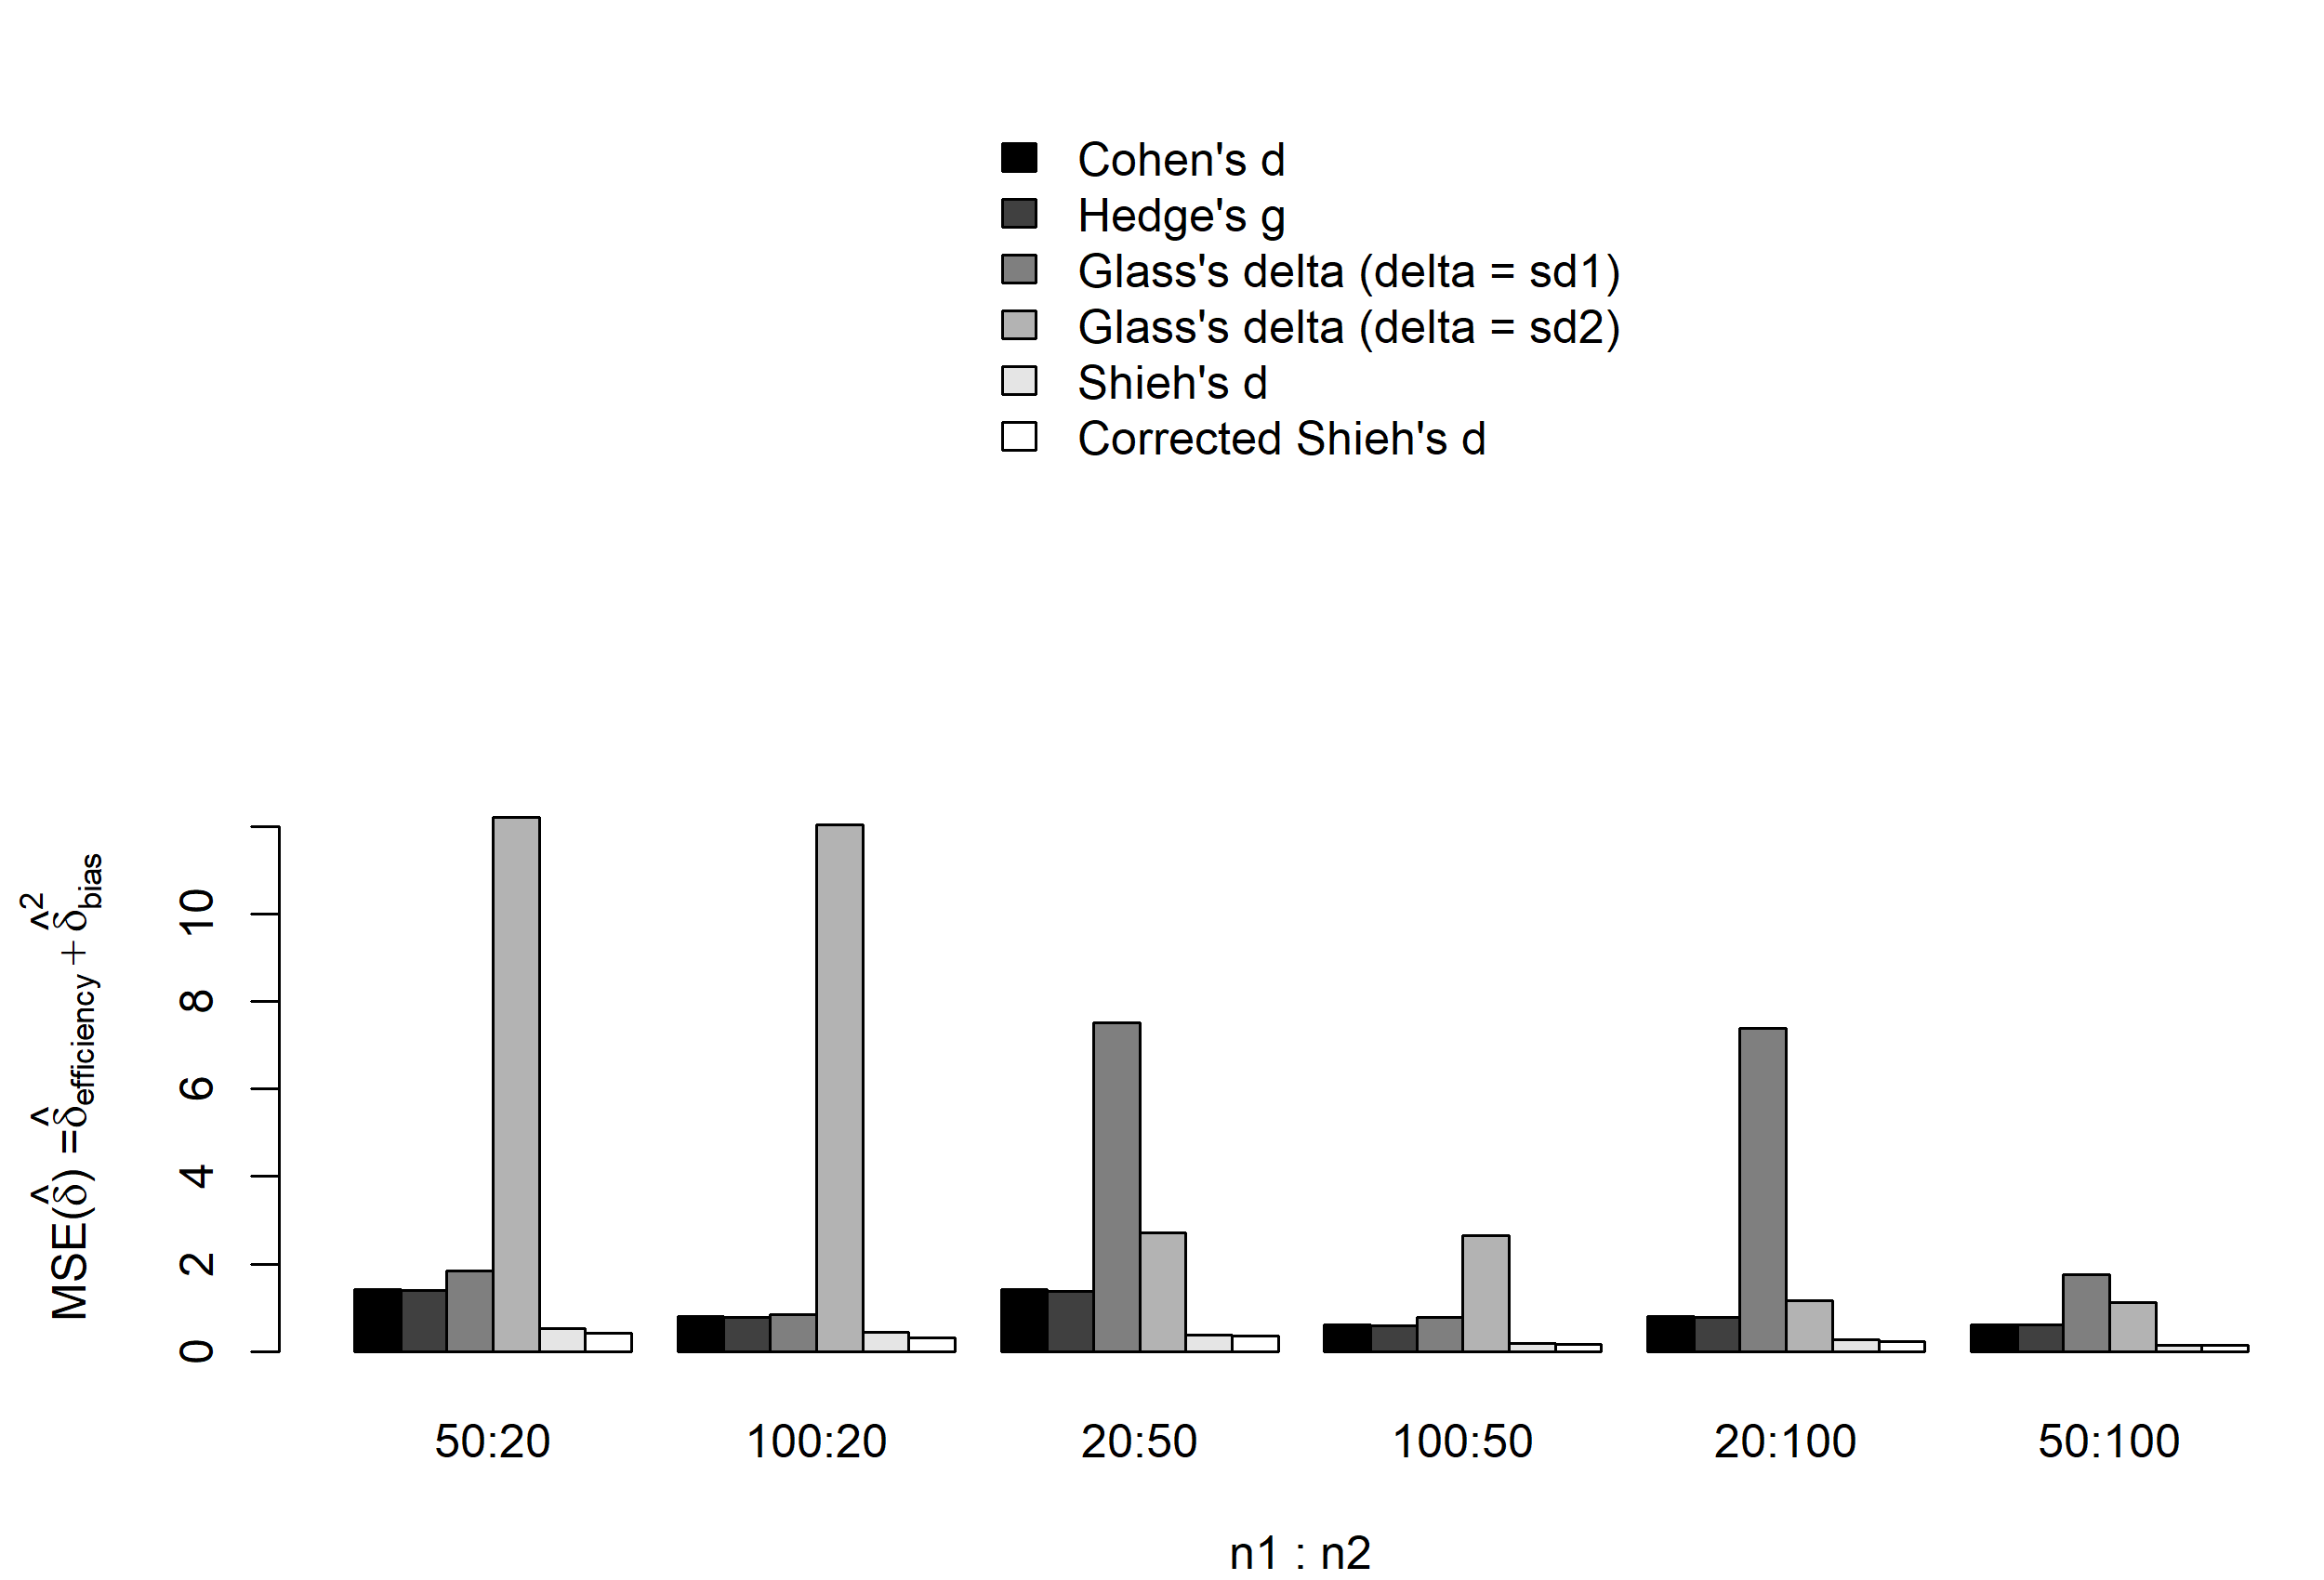 Cohen's d
Hedge's g
Glass's delta (delta = sd1)
Glass's delta (delta = sd2)
Shieh's d
Corrected Shieh's d
MSE(δ̂) = δ̂efficiency + δ̂²bias
10
8
6
4
2
0
50:20 100:20 20:50 100:50 20:100 50:100
n1 : n2